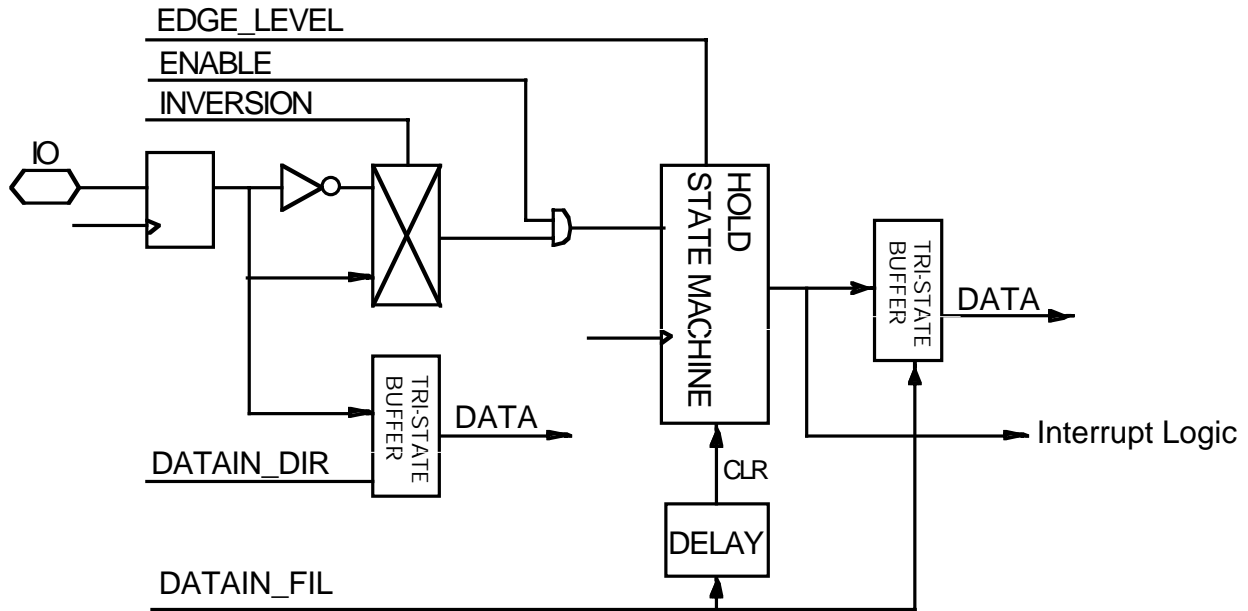 EDGE_LEVEL
ENABLE
INVERSION
IO
HOLD
STATE MACHINE
TRI-STATE
BUFFER
DATA
TRI-STATE
BUFFER
DATA
Interrupt Logic
DATAIN_DIR
CLR
DELAY
DATAIN_FIL